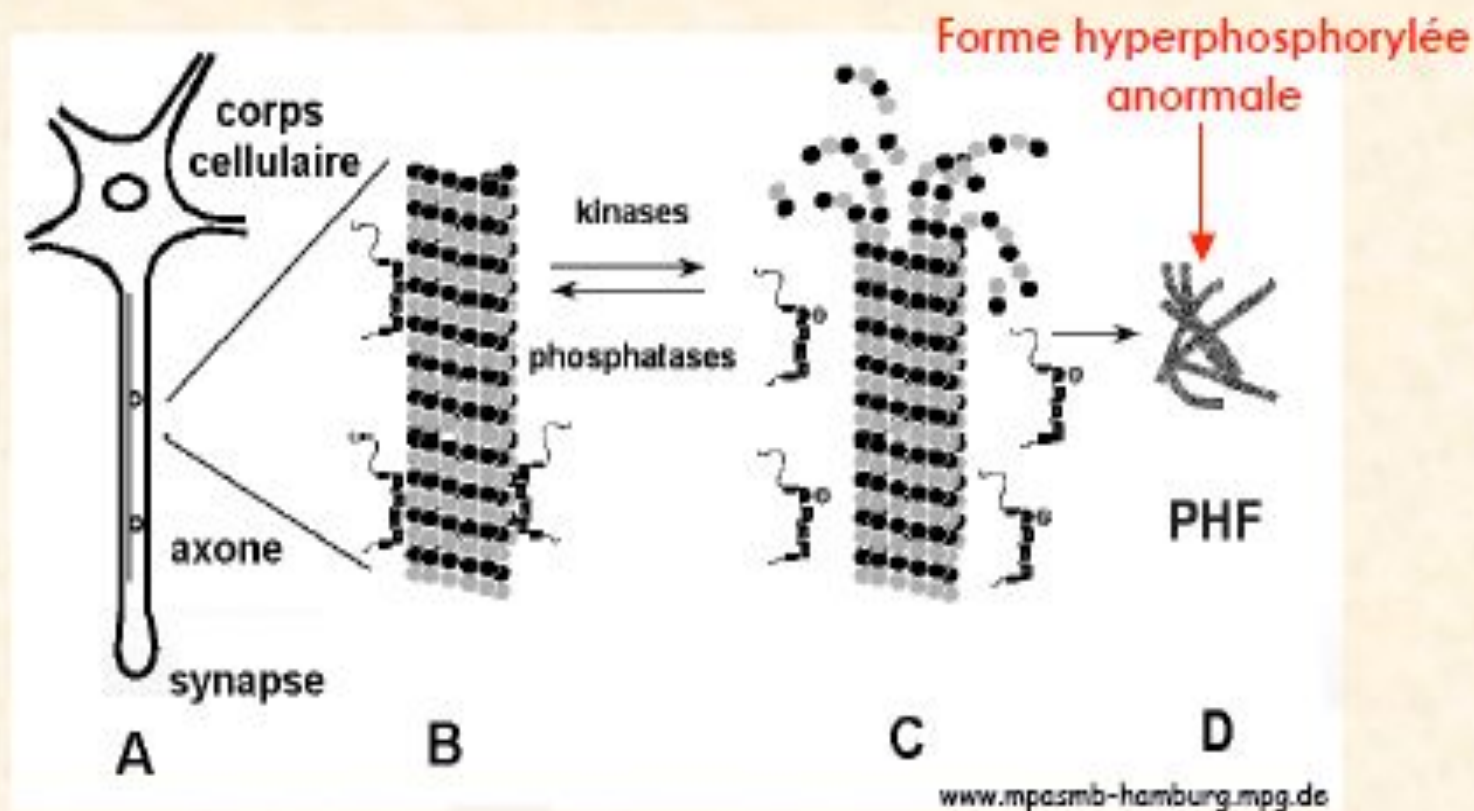 Forme hyperphosphorylée
anormale
corps
cellulaire
kinases
phosphatases
axone
PHF
synapse
A
B
C
D
www.mpasmb-hamburg.mpg.de